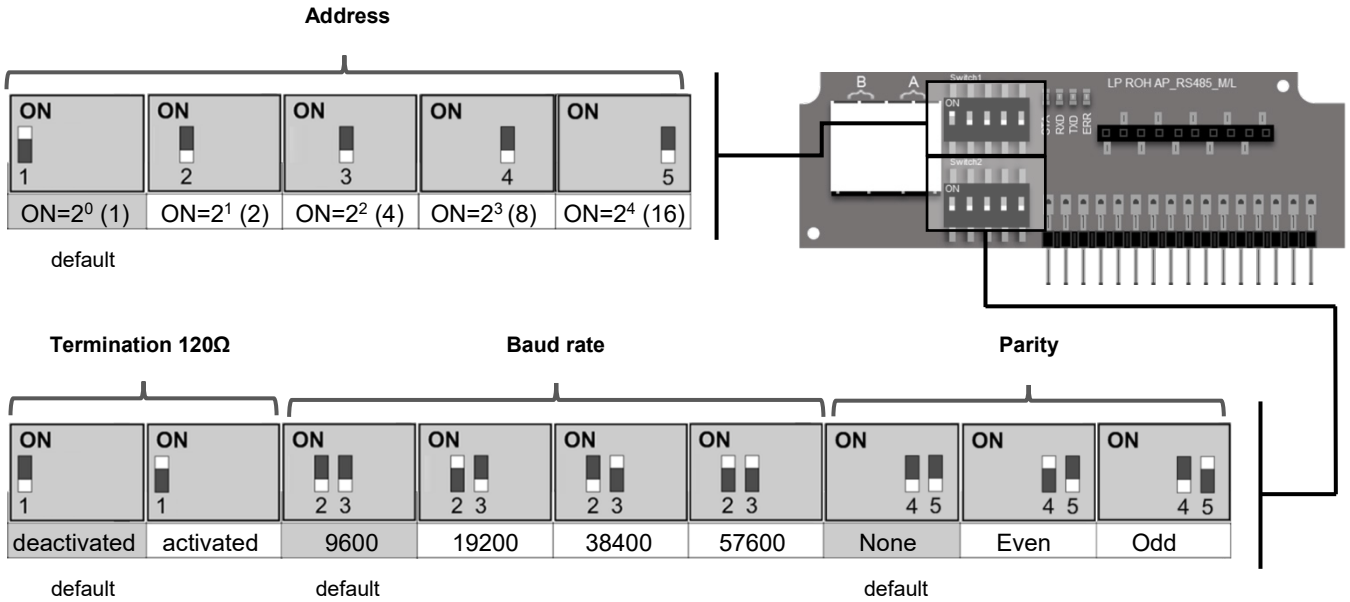 Address
ON ON ON ON ON
1 2 3 4 5
ON=2⁰ (1) ON=2¹ (2) ON=2² (4) ON=2³ (8) ON=2⁴ (16)
default
B A Switch1 LP ROH AP_RS485_M/L
ON
STA RXD TXD ERR
Switch2
ON
Termination 120Ω Baud rate Parity
ON ON ON ON ON ON ON ON ON
1 1 2 3 2 3 2 3 2 3 4 5 4 5 4 5
deactivated activated 9600 19200 38400 57600 None Even Odd
default default default